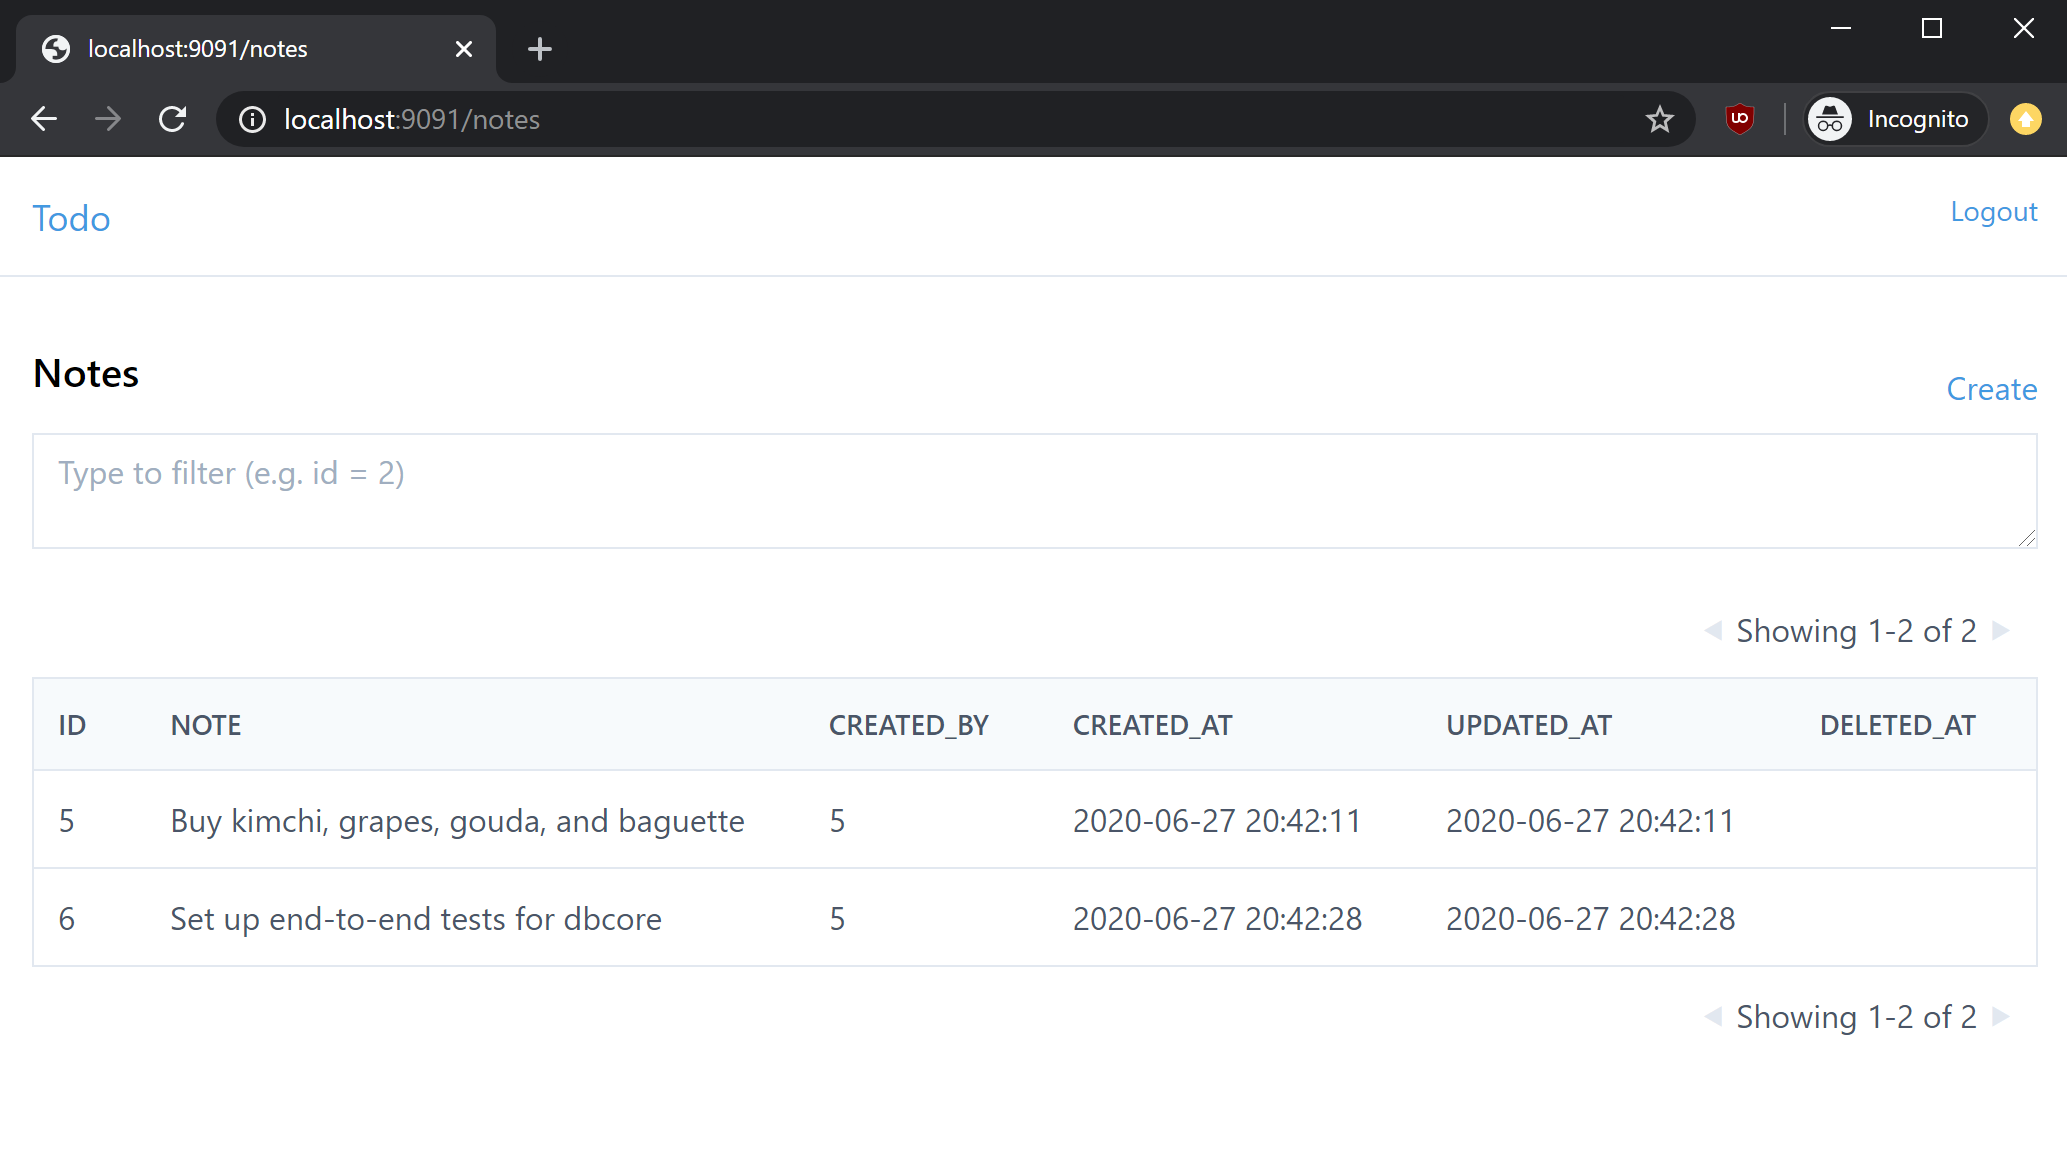 localhost:9091/notes
localhost:9091/notes
Incognito
Todo
Logout
Notes
Create
Type to filter (e.g. id = 2)
Showing 1-2 of 2
ID NOTE CREATED_BY CREATED_AT UPDATED_AT DELETED_AT
5 Buy kimchi, grapes, gouda, and baguette 5 2020-06-27 20:42:11 2020-06-27 20:42:11
6 Set up end-to-end tests for dbcore 5 2020-06-27 20:42:28 2020-06-27 20:42:28
Showing 1-2 of 2